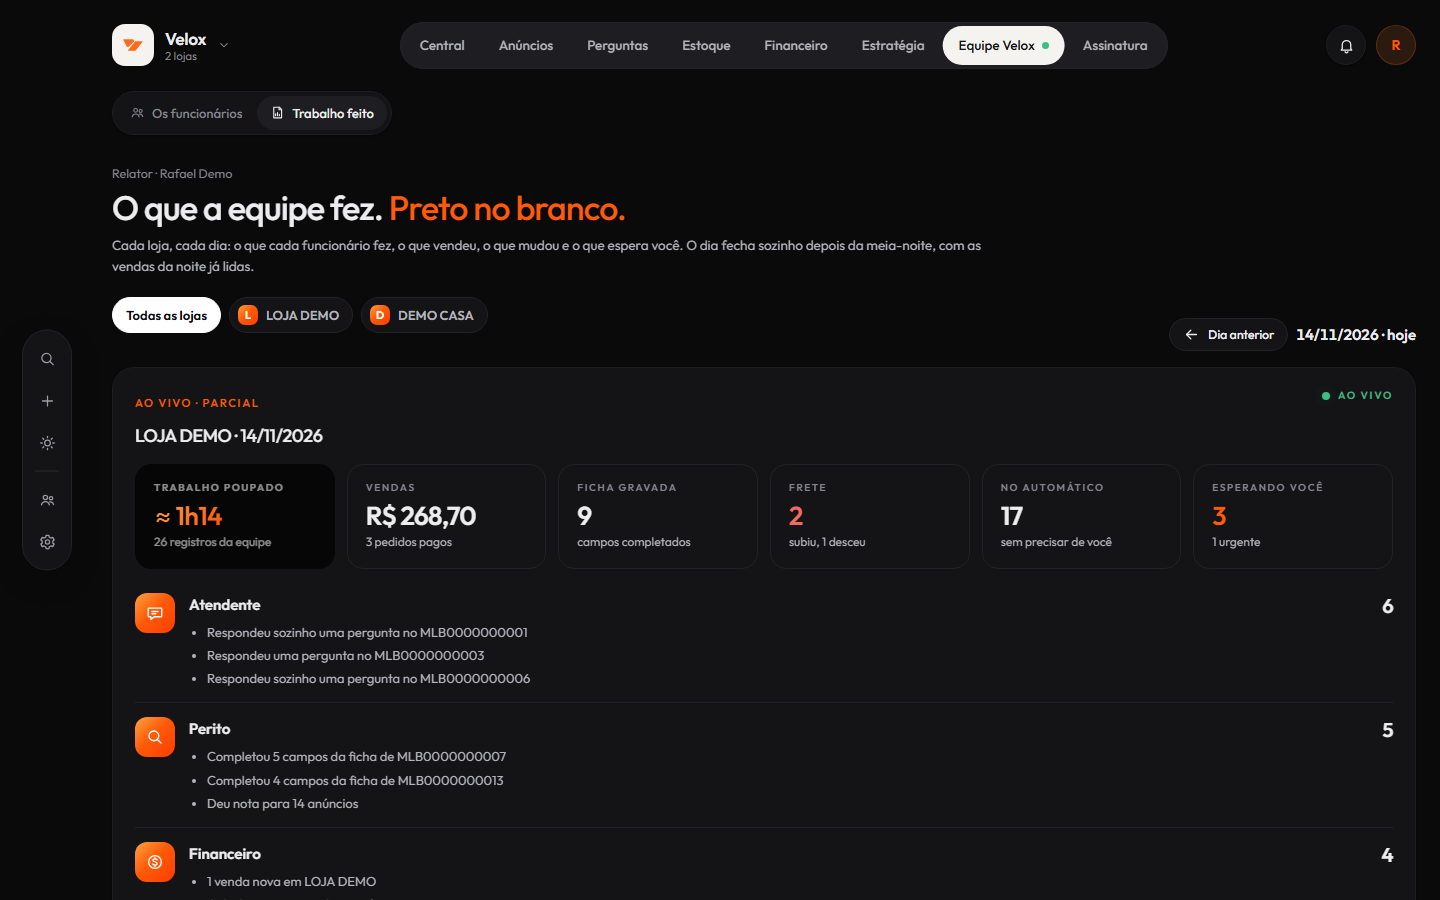 Velox
2 lojas
Central
Anúncios
Perguntas
Estoque
Financeiro
Estratégia
Equipe Velox
Assinatura
R
Os funcionários
Trabalho feito
Relator · Rafael Demo
O que a equipe fez. Preto no branco.
Cada loja, cada dia: o que cada funcionário fez, o que vendeu, o que mudou e o que espera você. O dia fecha sozinho depois da meia-noite, com as
vendas da noite já lidas.
Todas as lojas
L LOJA DEMO
D DEMO CASA
← Dia anterior
14/11/2026 · hoje
AO VIVO · PARCIAL
AO VIVO
LOJA DEMO · 14/11/2026
TRABALHO POUPADO
≈ 1h14
26 registros da equipe
VENDAS
R$ 268,70
3 pedidos pagos
FICHA GRAVADA
9
campos completados
FRETE
2
subiu, 1 desceu
NO AUTOMÁTICO
17
sem precisar de você
ESPERANDO VOCÊ
3
1 urgente
Atendente
6
• Respondeu sozinho uma pergunta no MLB0000000001
• Respondeu uma pergunta no MLB0000000003
• Respondeu sozinho uma pergunta no MLB0000000006
Perito
5
• Completou 5 campos da ficha de MLB0000000007
• Completou 4 campos da ficha de MLB0000000013
• Deu nota para 14 anúncios
Financeiro
4
• 1 venda nova em LOJA DEMO